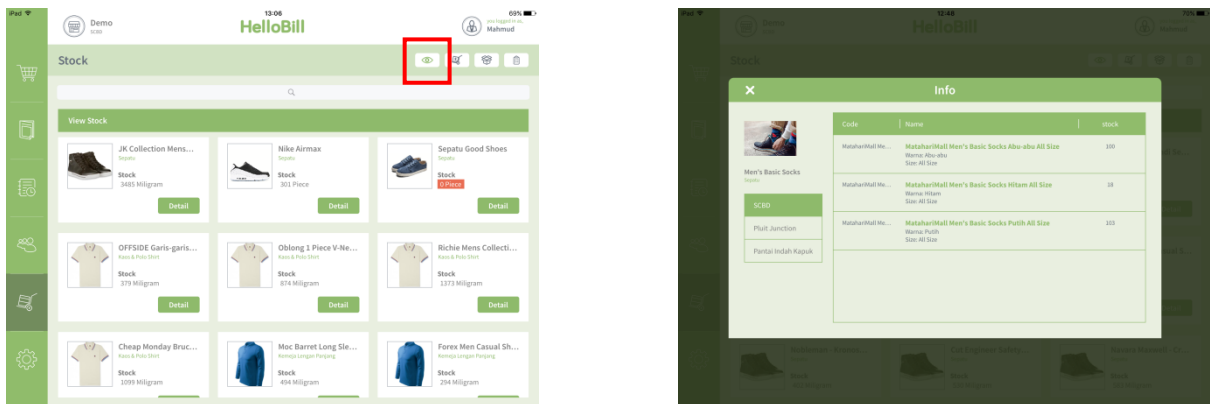 iPad
13:06
69%
Demo
SCBD
HelloBill
you logged in as,
Mahmud
Stock
View Stock
JK Collection Mens...
Sepatu
Stock
3485 Miligram
Detail
Nike Airmax
Sepatu
Stock
301 Piece
Detail
Sepatu Good Shoes
Sepatu
Stock
0 Piece
Detail
OFFSIDE Garis-garis...
Kaos & Polo Shirt
Stock
379 Miligram
Detail
Oblong 1 Piece V-Ne...
Kaos & Polo Shirt
Stock
874 Miligram
Detail
Richie Mens Collecti...
Kaos & Polo Shirt
Stock
1373 Miligram
Detail
Cheap Monday Bruc...
Kaos & Polo Shirt
Stock
1099 Miligram
Moc Barret Long Sle...
Kemeja Lengan Panjang
Stock
494 Miligram
Forex Men Casual Sh...
Kemeja Lengan Panjang
Stock
294 Miligram
iPad
12:46
Demo
HelloBill
Mahmud
Stock
Info
Men's Basic Socks
SCBD
Pluit Junction
Pantai Indah Kapuk
Code Name stock
MatahariMall Me... MatahariMall Men's Basic Socks Abu-abu All Size 100
Warna: Abu-abu
Size: All Size
MatahariMall Me... MatahariMall Men's Basic Socks Hitam All Size 28
Warna: Hitam
Size: All Size
MatahariMall Me... MatahariMall Men's Basic Socks Putih All Size 103
Warna: Putih
Size: All Size